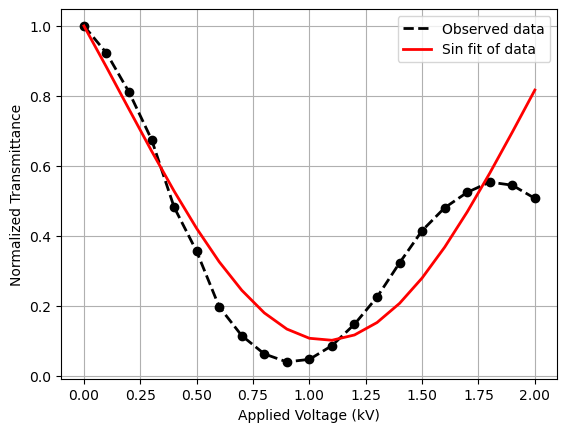 Observed data
Sin fit of data
1.0
0.8
0.6
0.4
0.2
0.0
Normalized Transmittance
0.00 0.25 0.50 0.75 1.00 1.25 1.50 1.75 2.00
Applied Voltage (kV)